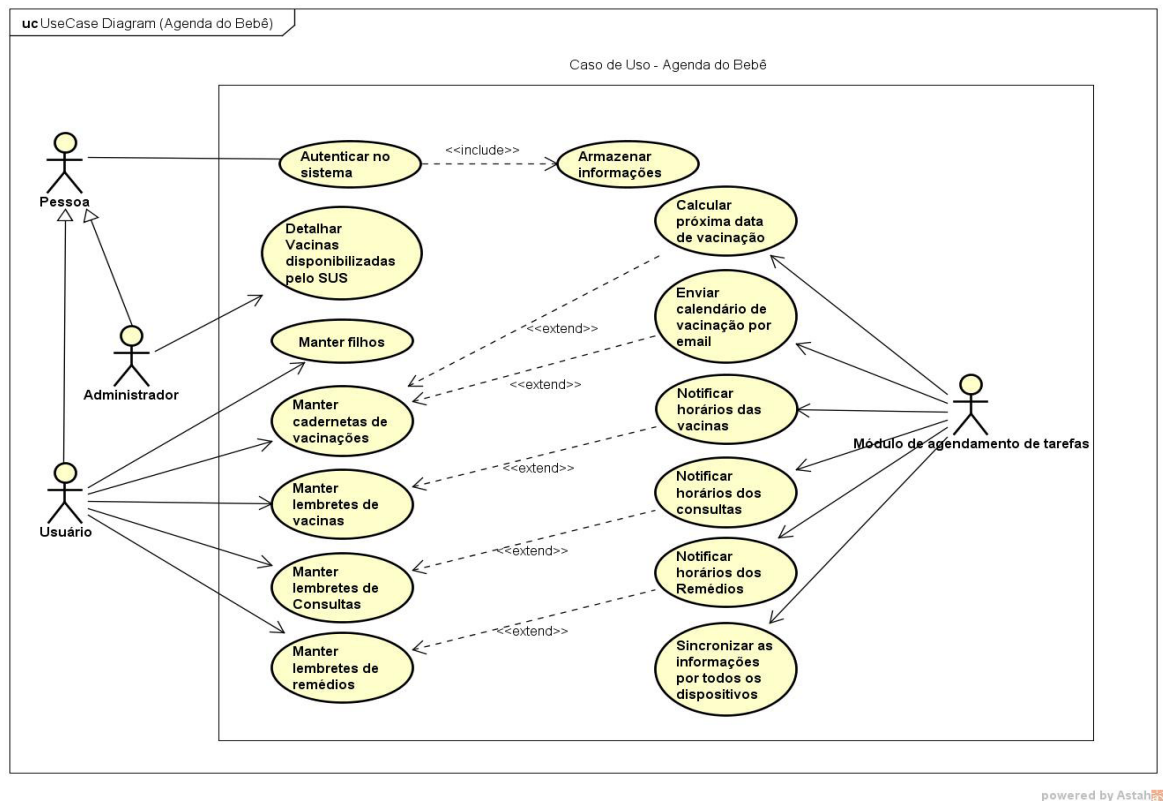 uc UseCase Diagram (Agenda do Bebê)
Caso de Uso - Agenda do Bebê
Pessoa
Autenticar no
sistema
<<include>>
Armazenar
informações
Detalhar
Vacinas
disponibilizadas
pelo SUS
Calcular
próxima data
de vacinação
Enviar
calendário de
vacinação por
email
<<extend>>
Administrador
Manter filhos
<<extend>>
Manter
cadernetas de
vacinações
Notificar
horários das
vacinas
Módulo de agendamento de tarefas
<<extend>>
Usuário
Manter
lembretes de
vacinas
Notificar
horários dos
consultas
<<extend>>
Manter
lembretes de
Consultas
Notificar
horários dos
Remédios
<<extend>>
Manter
lembretes de
remédios
Sincronizar as
informações
por todos os
dispositivos
powered by Astah